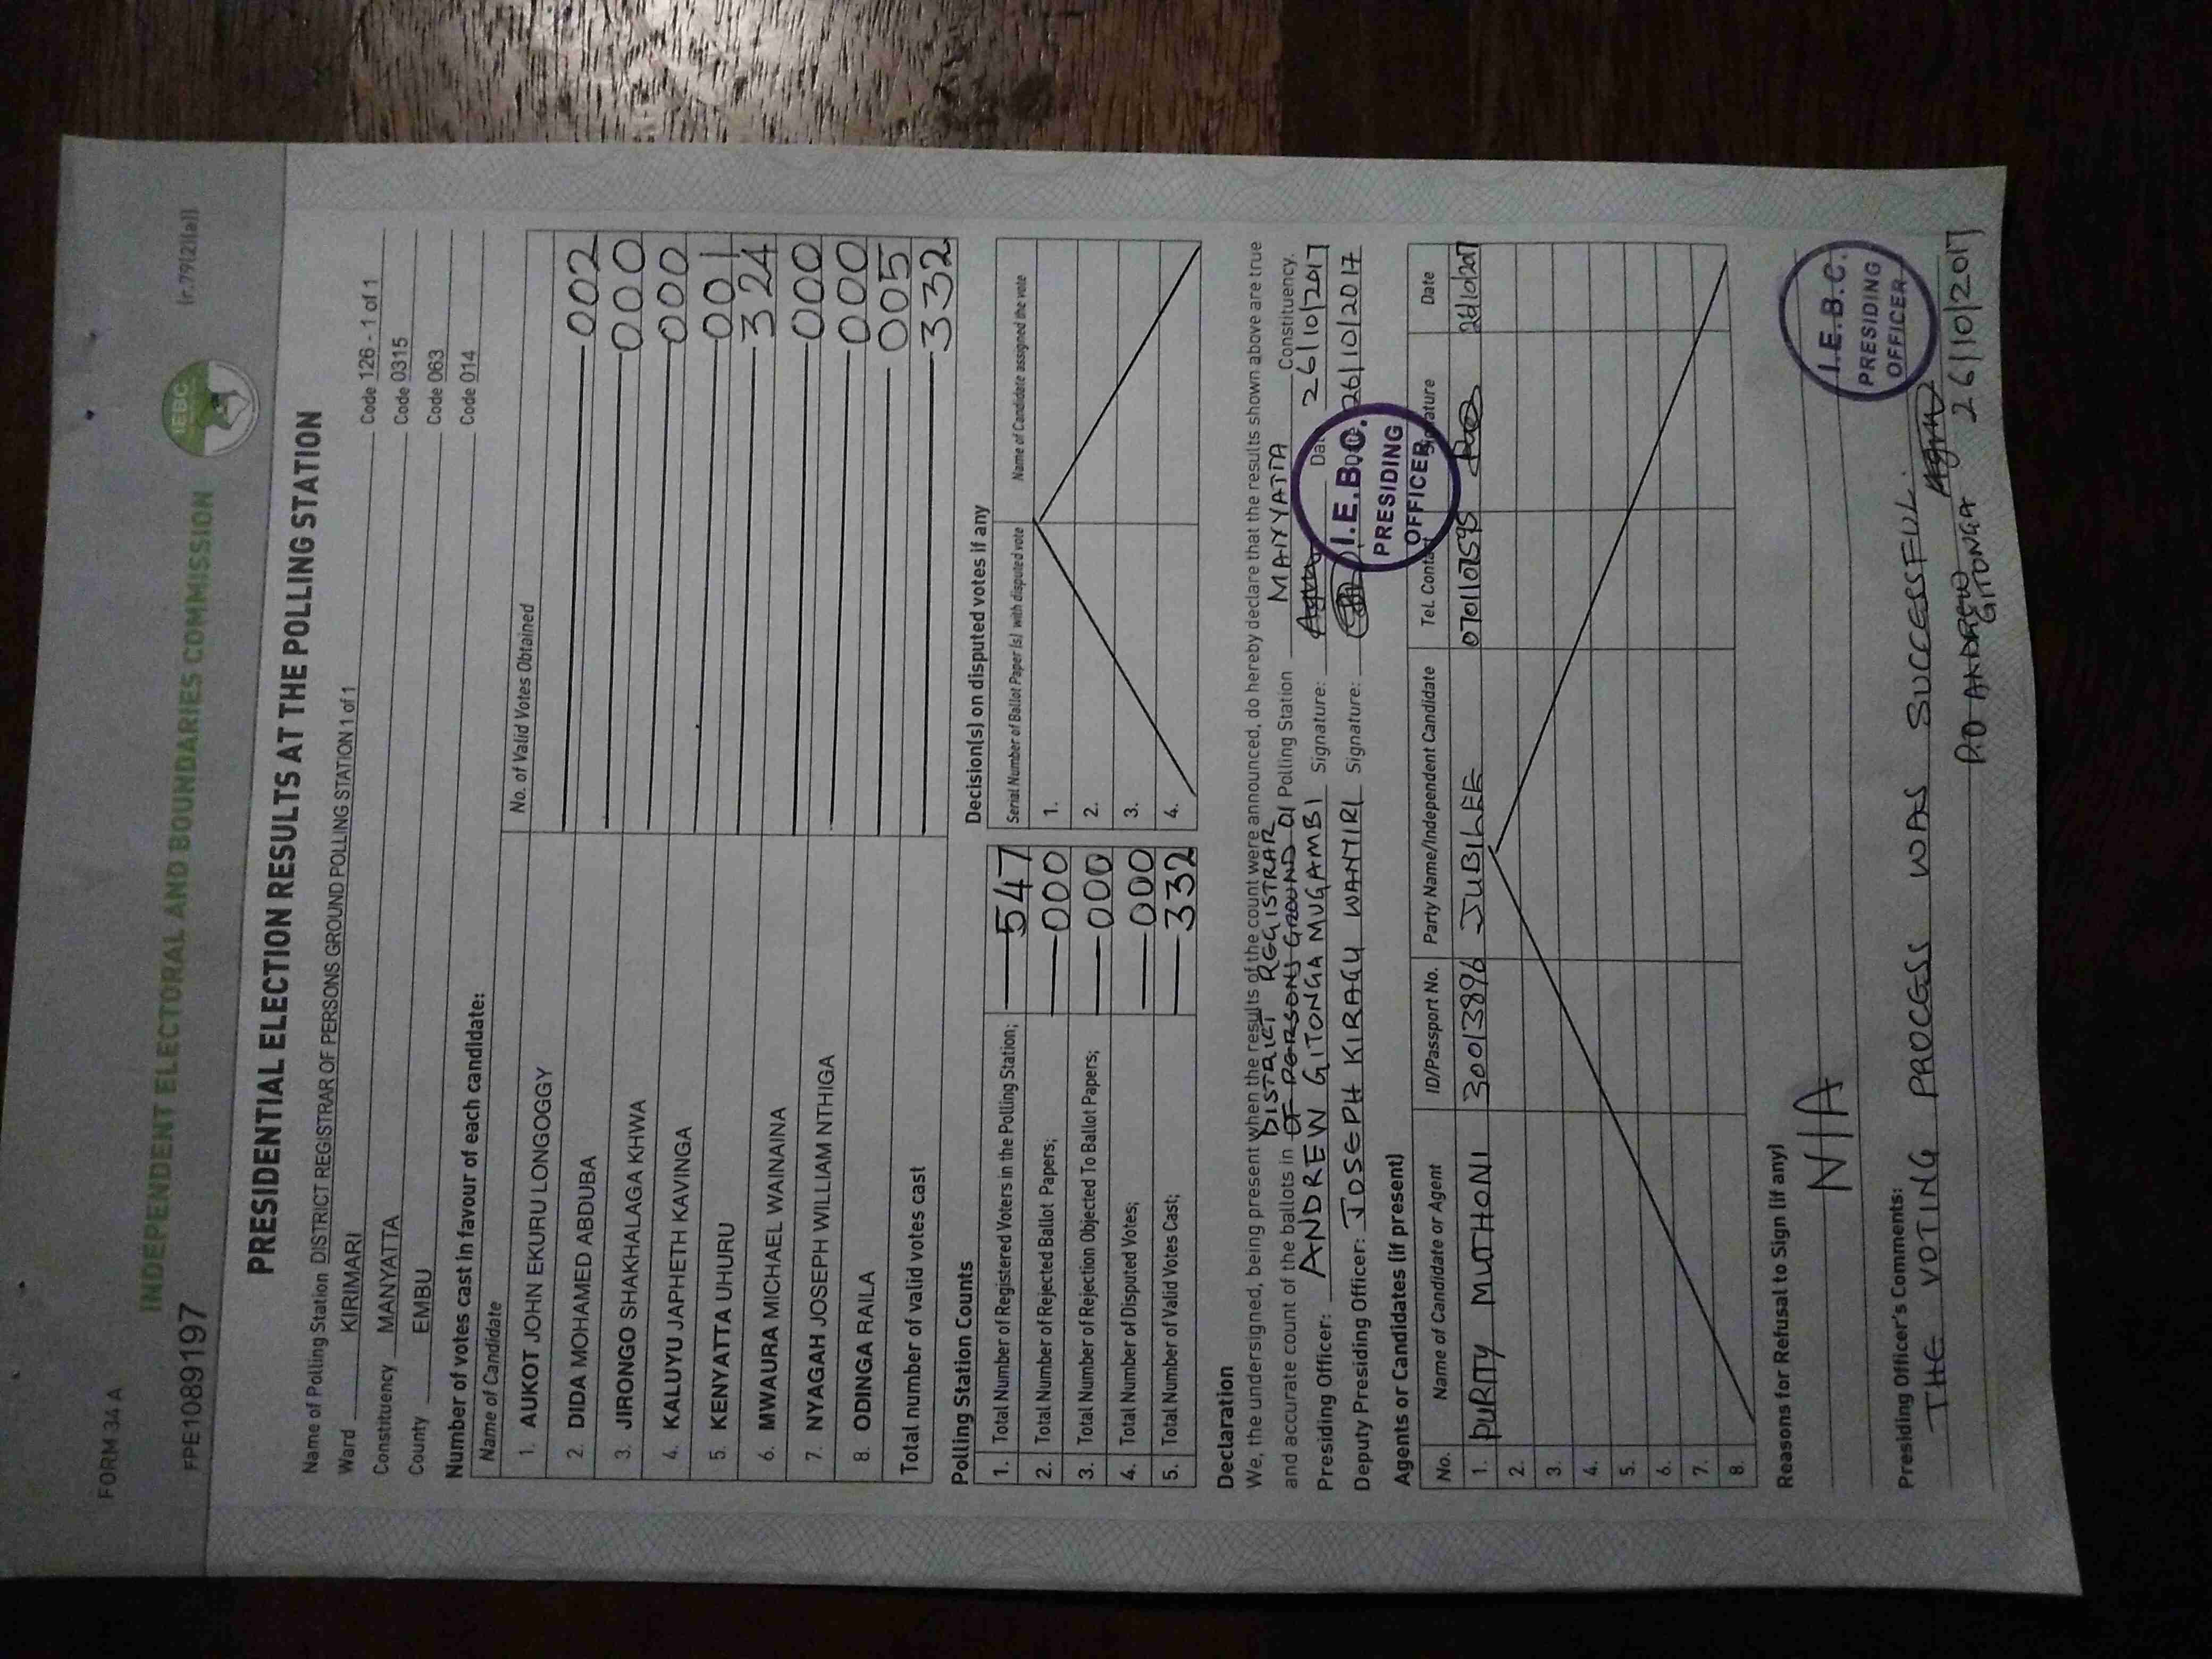 FORM 34 A
(r.79(2)(a))
INDEPENDENT ELECTORAL AND BOUNDARIES COMMISSION
IEBC
FPE1089197
PRESIDENTIAL ELECTION RESULTS AT THE POLLING STATION
Name of Polling Station DISTRICT REGISTRAR OF PERSONS GROUND POLLING STATION 1 of 1 Code 126 - 1 of 1
Ward KIRIMARI Code 0315
Constituency MANYATTA Code 063
County EMBU Code 014
Number of votes cast in favour of each candidate:
Name of Candidate No. of Valid Votes Obtained
1. AUKOT JOHN EKURU LONGOGGY 002
2. DIDA MOHAMED ABDUBA 000
3. JIRONGO SHAKHALAGA KHWA 000
4. KALUYU JAPHETH KAVINGA 001
5. KENYATTA UHURU 324
6. MWAURA MICHAEL WAINAINA 000
7. NYAGAH JOSEPH WILLIAM NTHIGA 000
8. ODINGA RAILA 005
Total number of valid votes cast 332
Polling Station Counts
1. Total Number of Registered Voters in the Polling Station; 547
2. Total Number of Rejected Ballot Papers; 000
3. Total Number of Rejection Objected To Ballot Papers; 000
4. Total Number of Disputed Votes; 000
5. Total Number of Valid Votes Cast; 332
Decision(s) on disputed votes if any
Serial Number of Ballot Paper (s) with disputed vote Name of Candidate assigned the vote
1.
2.
3.
4.
Declaration
We, the undersigned, being present when the results of the count were announced, do hereby declare that the results shown above are true
DISTRICT REGISTRAR
and accurate count of the ballots in OF PERSONS GROUND 01 Polling Station MANYATTA Constituency.
Presiding Officer: ANDREW GITONGA MUGAMBI Signature: Date 26/10/2017
Deputy Presiding Officer: JOSEPH KIRAGU WANTIRI Signature: 26/10/2017
I.E.B.C.
PRESIDING
OFFICER
Agents or Candidates (if present)
No. Name of Candidate or Agent ID/Passport No. Party Name/Independent Candidate Tel. Contact Signature Date
1. PURITY MUTHONI 30013896 JUBILEE 0701101595 26/10/2017
2.
3.
4.
5.
6.
7.
8.
Reasons for Refusal to Sign (if any)
N/A
I.E.B.C.
PRESIDING
OFFICER
Presiding Officer's Comments:
THE VOTING PROCESS WAS SUCCESSFUL.
P.O ANDREW GITONGA 26/10/2017